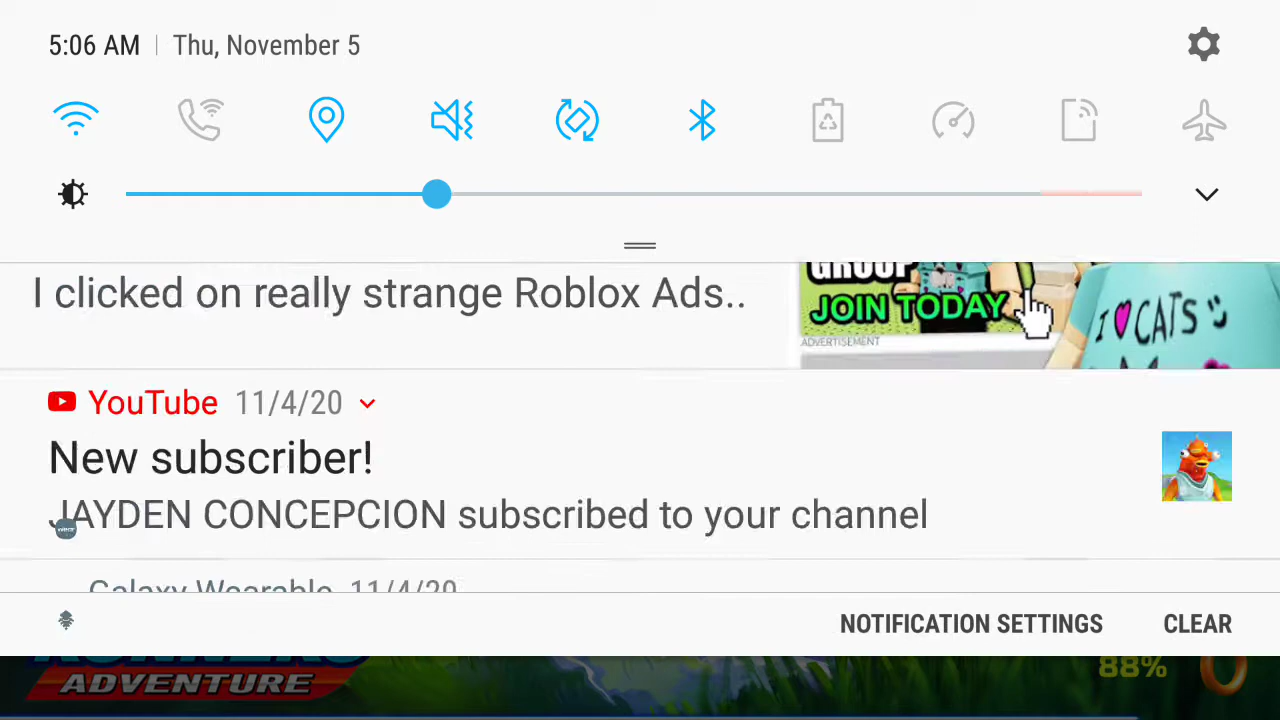 5:06 AM | Thu, November 5
I clicked on really strange Roblox Ads..
GROUP
JOIN TODAY
ADVERTISEMENT
I CATS
YouTube 11/4/20
New subscriber!
JAYDEN CONCEPCION subscribed to your channel
Galaxy Wearable 11/4/20
NOTIFICATION SETTINGS CLEAR
ADVENTURE
88%